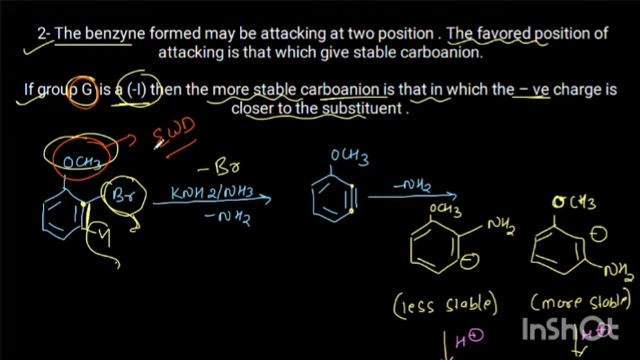 2- The benzyne formed may be attacking at two position . The favored position of
attacking is that which give stable carboanion.
If group G is a (-I) then the more stable carboanion is that in which the – ve charge is
closer to the substituent .
EWD
OCH3
Br
H
- Br
KNH2/NH3
-NH2
OCH3
-NH2
OCH3
NH2
⊖
(less stable)
H⊕
OCH3
⊖
NH2
(more stable)
H⊕
InShOt